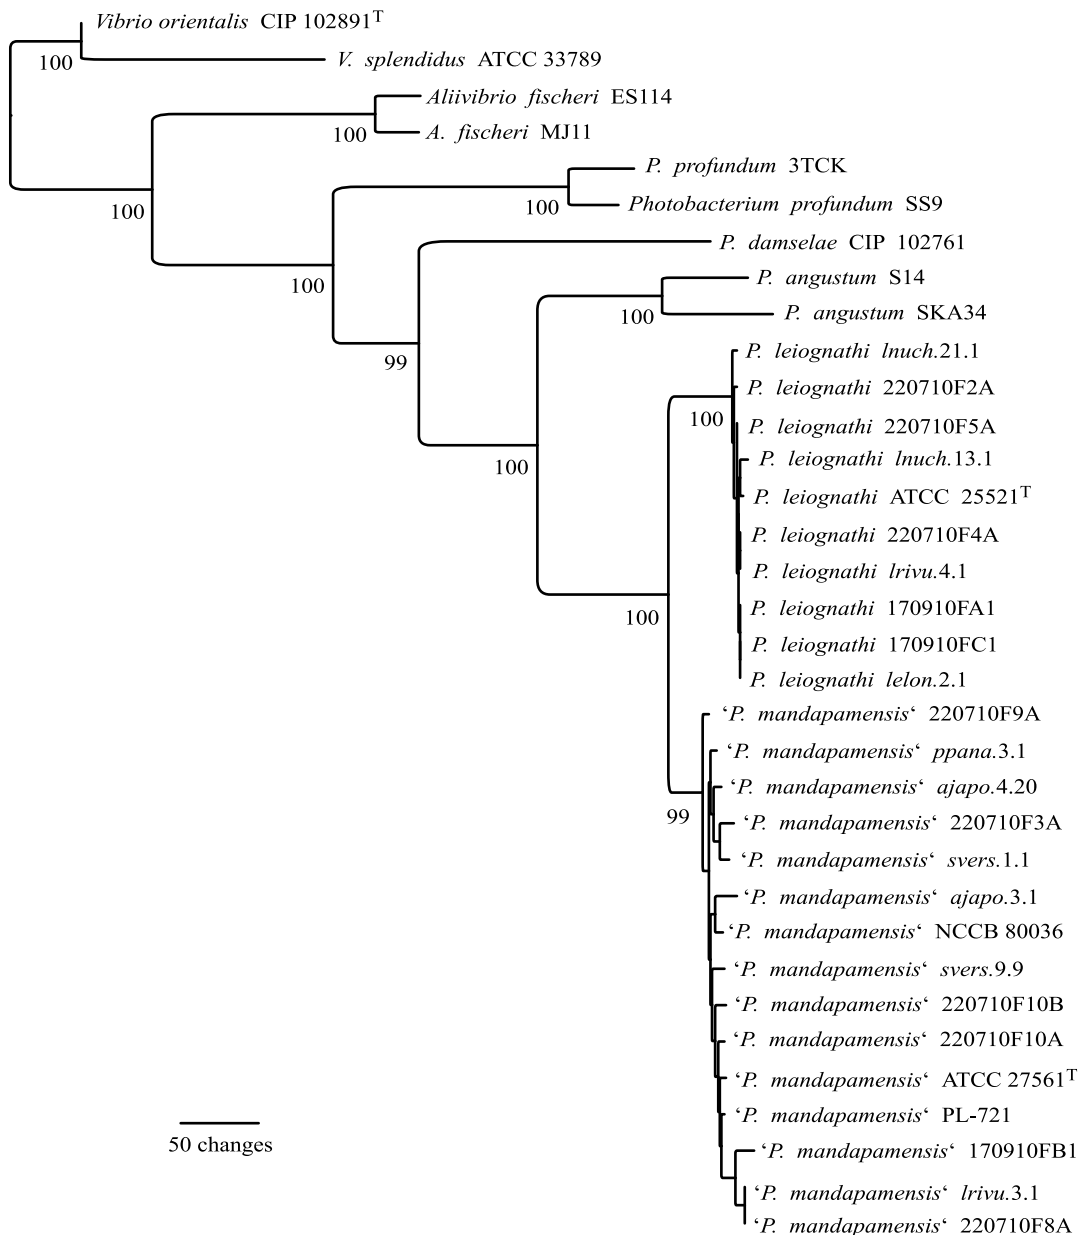 Vibrio orientalis CIP 102891T
100
V. splendidus ATCC 33789
Aliivibrio fischeri ES114
100
A. fischeri MJ11
P. profundum 3TCK
100
100
Photobacterium profundum SS9
P. damselae CIP 102761
100
P. angustum S14
100
P. angustum SKA34
P. leiognathi lnuch.21.1
99
P. leiognathi 220710F2A
100
P. leiognathi 220710F5A
P. leiognathi lnuch.13.1
100
P. leiognathi ATCC 25521T
P. leiognathi 220710F4A
P. leiognathi lrivu.4.1
P. leiognathi 170910FA1
100
P. leiognathi 170910FC1
P. leiognathi lelon.2.1
‘P. mandapamensis‘ 220710F9A
‘P. mandapamensis‘ ppana.3.1
‘P. mandapamensis‘ ajapo.4.20
99
‘P. mandapamensis‘ 220710F3A
‘P. mandapamensis‘ svers.1.1
‘P. mandapamensis‘ ajapo.3.1
‘P. mandapamensis‘ NCCB 80036
‘P. mandapamensis‘ svers.9.9
‘P. mandapamensis‘ 220710F10B
‘P. mandapamensis‘ 220710F10A
‘P. mandapamensis‘ ATCC 27561T
‘P. mandapamensis‘ PL-721
50 changes
‘P. mandapamensis‘ 170910FB1
‘P. mandapamensis‘ lrivu.3.1
‘P. mandapamensis‘ 220710F8A